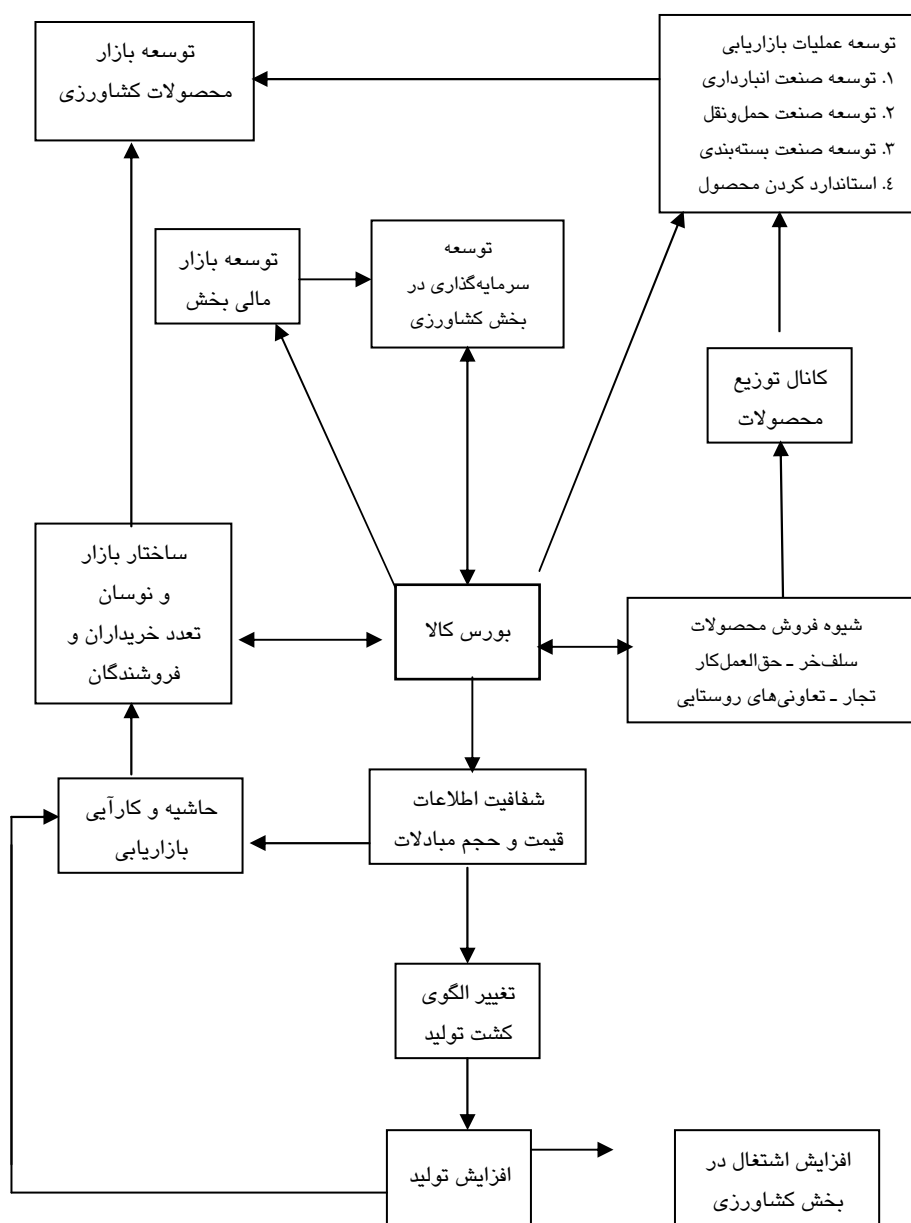 توسعه بازار
محصولات کشاورزی
توسعه عملیات بازاریابی
۱. توسعه صنعت انبارداری
۲. توسعه صنعت حمل‌ونقل
۳. توسعه صنعت بسته‌بندی
٤. استاندارد کردن محصول
توسعه بازار
مالی بخش
توسعه
سرمایه‌گذاری در
بخش کشاورزی
کانال توزیع
محصولات
ساختار بازار
و نوسان
تعدد خریداران و
فروشندگان
بورس کالا
شیوه فروش محصولات
سلف‌خر ـ حق‌العمل‌کار
تجار ـ تعاونی‌های روستایی
حاشیه و کارآیی
بازاریابی
شفافیت اطلاعات
قیمت و حجم مبادلات
تغییر الگوی
کشت تولید
افزایش تولید
افزایش اشتغال در
بخش کشاورزی